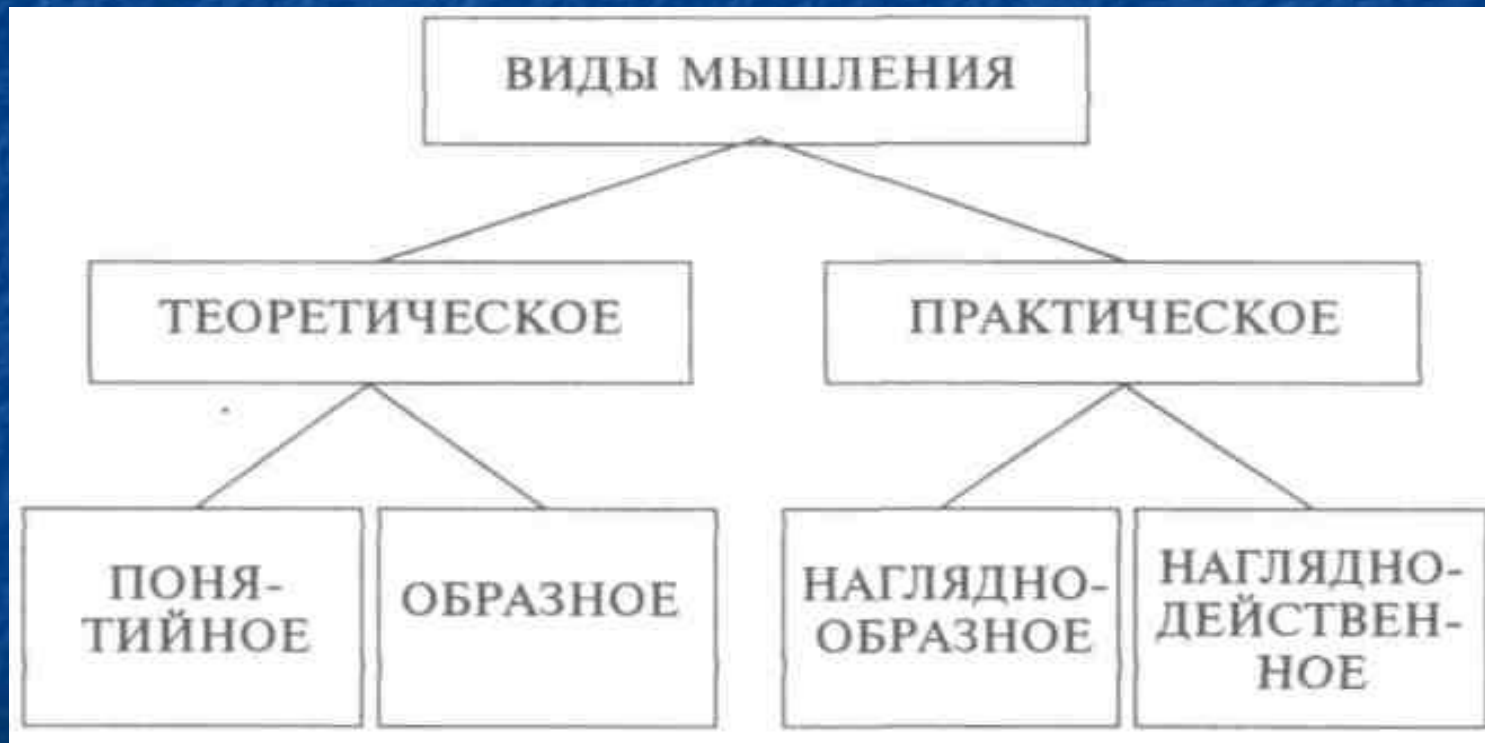 ВИДЫ МЫШЛЕНИЯ
ТЕОРЕТИЧЕСКОЕ
ПРАКТИЧЕСКОЕ
ПОНЯ-
ТИЙНОЕ
ОБРАЗНОЕ
НАГЛЯДНО-
ОБРАЗНОЕ
НАГЛЯДНО-
ДЕЙСТВЕН-
НОЕ